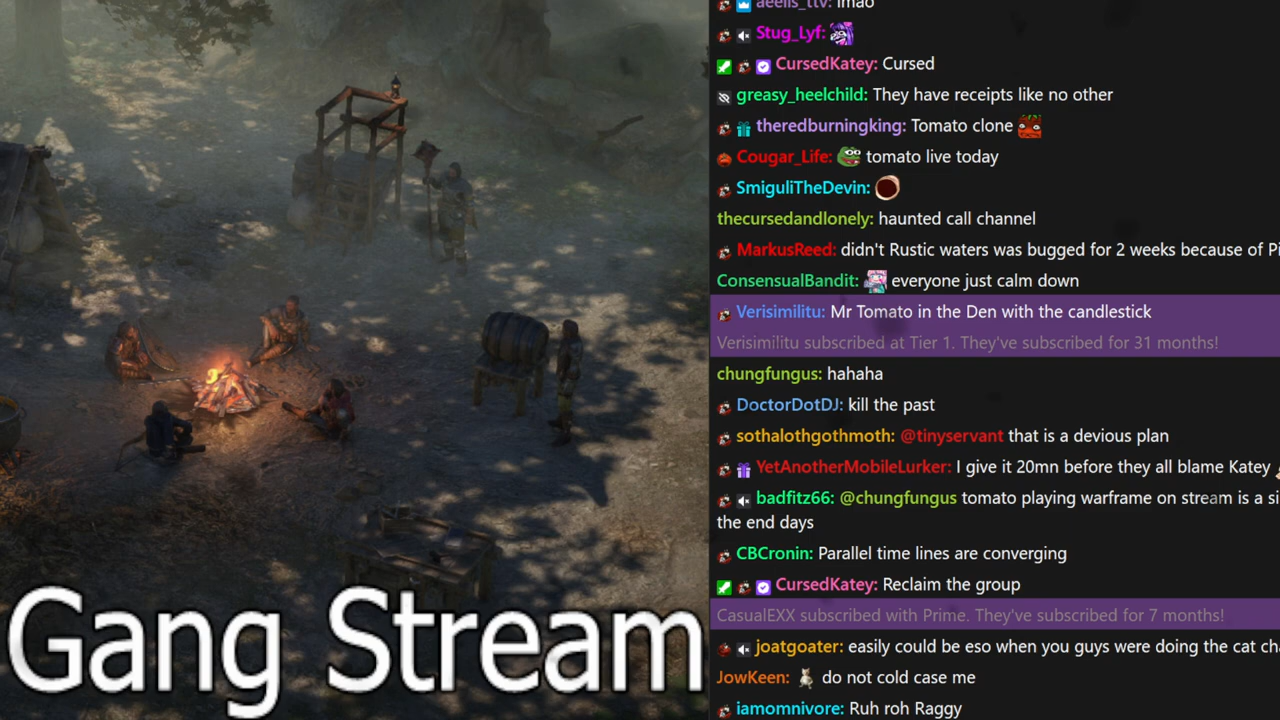 aeells_ttv: lmao
Stug_Lyf:
CursedKatey: Cursed
greasy_heelchild: They have receipts like no other
theredburningking: Tomato clone
Cougar_Life: tomato live today
SmiguliTheDevin:
thecursedandlonely: haunted call channel
MarkusReed: didn't Rustic waters was bugged for 2 weeks because of Pi
ConsensualBandit: everyone just calm down
Verisimilitu: Mr Tomato in the Den with the candlestick
Verisimilitu subscribed at Tier 1. They've subscribed for 31 months!
chungfungus: hahaha
DoctorDotDJ: kill the past
sothalothgothmoth: @tinyservant that is a devious plan
YetAnotherMobileLurker: I give it 20mn before they all blame Katey
badfitz66: @chungfungus tomato playing warframe on stream is a si
the end days
CBCronin: Parallel time lines are converging
CursedKatey: Reclaim the group
CasualEXX subscribed with Prime. They've subscribed for 7 months!
joatgoater: easily could be eso when you guys were doing the cat cha
JowKeen: do not cold case me
iamomnivore: Ruh roh Raggy
Gang Stream